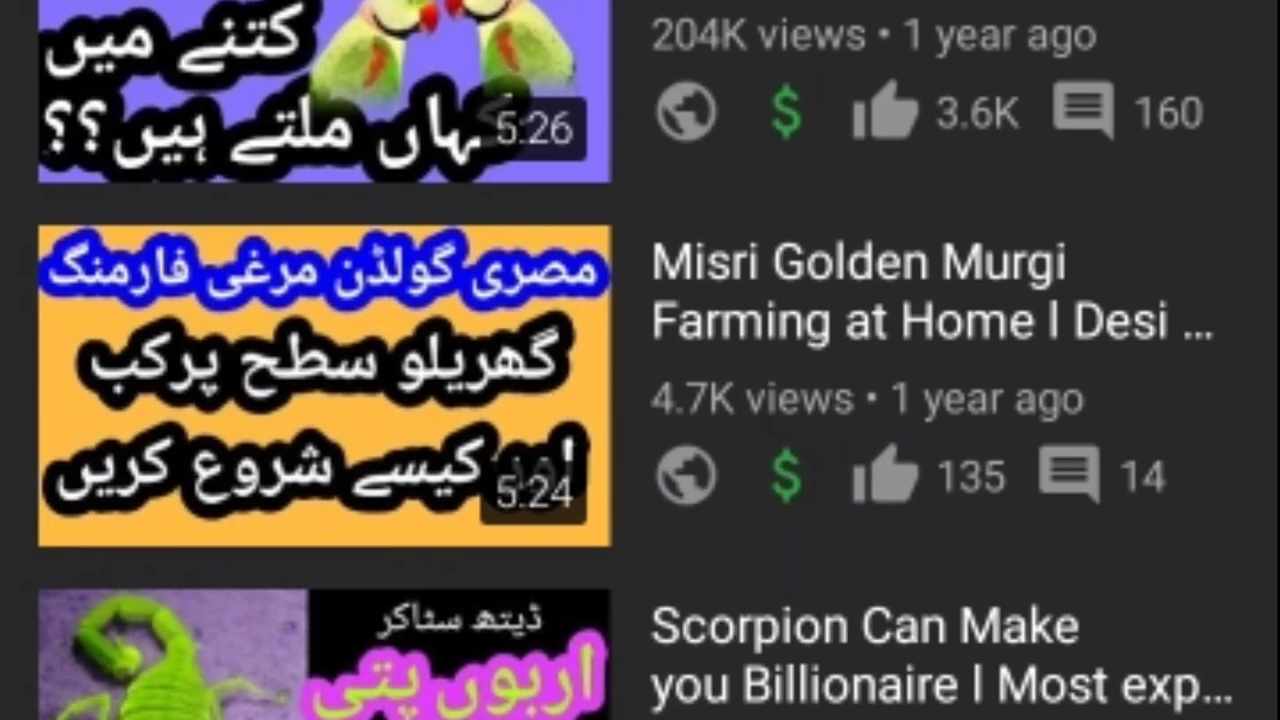 کتنے میں
کہاں ملتے ہیں؟؟
5:26
204K views • 1 year ago
3.6K
160
مصری گولڈن مرغی فارمنگ
گھریلو سطح پرکب
کیسے شروع کریں
5:24
Misri Golden Murgi
Farming at Home l Desi ...
4.7K views • 1 year ago
135
14
ڈیتھ سٹاکر
اربوں پتی
Scorpion Can Make
you Billionaire l Most exp...